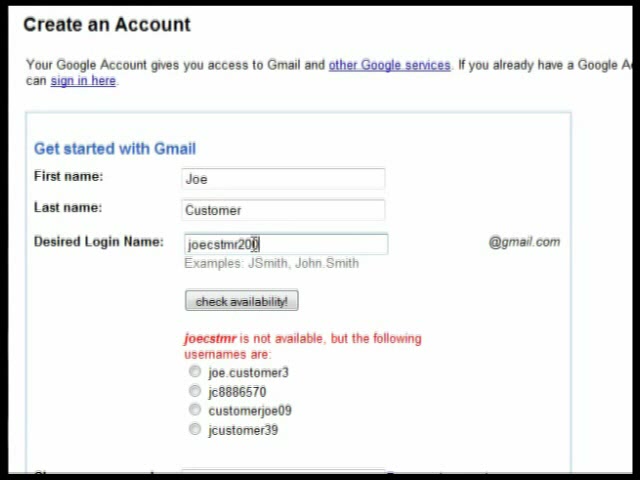 Create an Account
Your Google Account gives you access to Gmail and other Google services. If you already have a Google A
can sign in here.
Get started with Gmail
First name: Joe
Last name: Customer
Desired Login Name: joecstmr200 @gmail.com
Examples: JSmith, John.Smith
check availability!
joecstmr is not available, but the following
usernames are:
joe.customer3
jc8886570
customerjoe09
jcustomer39